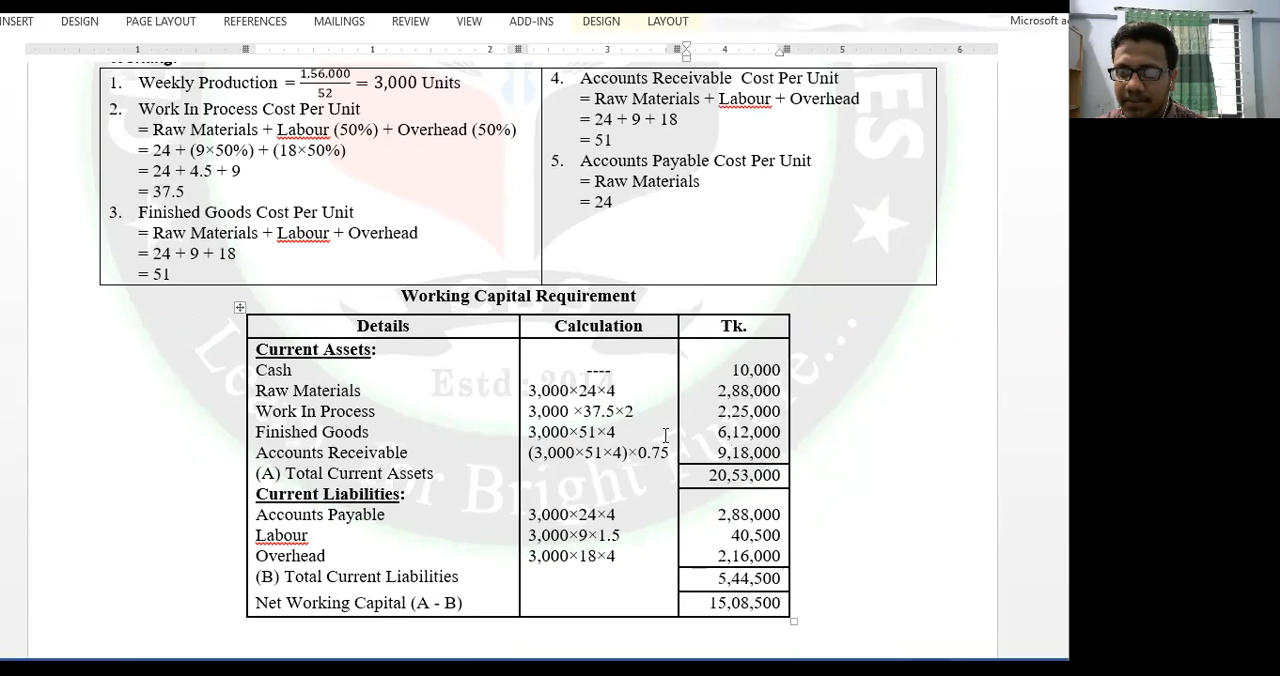 INSERT DESIGN PAGE LAYOUT REFERENCES MAILINGS REVIEW VIEW ADD-INS DESIGN LAYOUT Microsoft a
1 1 2 3 4 5 6
1. Weekly Production = 1,56,000 / 52 = 3,000 Units
2. Work In Process Cost Per Unit
= Raw Materials + Labour (50%) + Overhead (50%)
= 24 + (9×50%) + (18×50%)
= 24 + 4.5 + 9
= 37.5
3. Finished Goods Cost Per Unit
= Raw Materials + Labour + Overhead
= 24 + 9 + 18
= 51
4. Accounts Receivable Cost Per Unit
= Raw Materials + Labour + Overhead
= 24 + 9 + 18
= 51
5. Accounts Payable Cost Per Unit
= Raw Materials
= 24
Working Capital Requirement
Details Calculation Tk.
Current Assets:
Cash ---- 10,000
Raw Materials 3,000×24×4 2,88,000
Work In Process 3,000 ×37.5×2 2,25,000
Finished Goods 3,000×51×4 6,12,000
Accounts Receivable (3,000×51×4)×0.75 9,18,000
(A) Total Current Assets 20,53,000
Current Liabilities:
Accounts Payable 3,000×24×4 2,88,000
Labour 3,000×9×1.5 40,500
Overhead 3,000×18×4 2,16,000
(B) Total Current Liabilities 5,44,500
Net Working Capital (A - B) 15,08,500